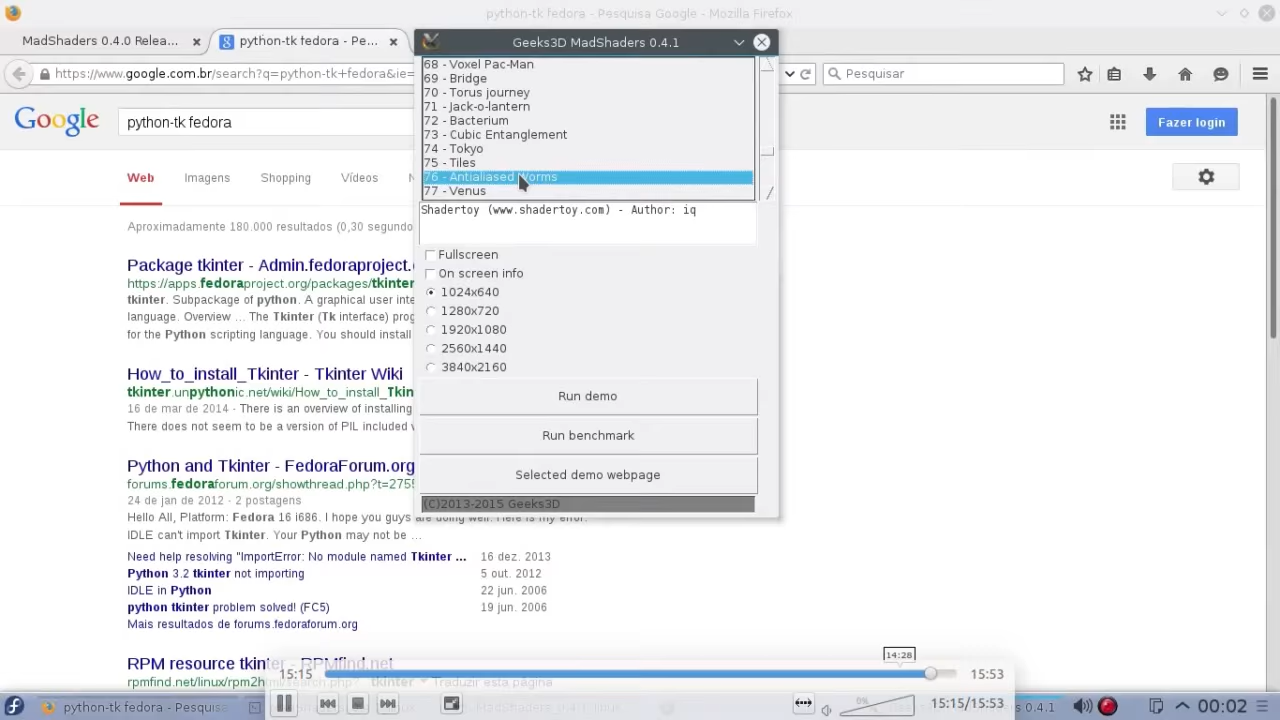 python-tk fedora - Pesquisa Google - Mozilla Firefox
MadShaders 0.4.0 Relea...
python-tk fedora - Pe...
https://www.google.com.br/search?q=python-tk+fedora&ie=
Pesquisar
Google
python-tk fedora
Fazer login
Web Imagens Shopping Vídeos
Aproximadamente 180.000 resultados (0,30 segundo
Package tkinter - Admin.fedoraproject.
https://apps.fedoraproject.org/packages/tkinter
tkinter. Subpackage of python. A graphical user inte
language. Overview ... The Tkinter (Tk interface) prog
for the Python scripting language. You should install
How_to_install_Tkinter - Tkinter Wiki
tkinter.unpythonic.net/wiki/How_to_install_Tkin
16 de mar de 2014 - There is an overview of installing
There does not seem to be a version of PIL included
Python and Tkinter - FedoraForum.org
forums.fedoraforum.org/showthread.php?t=2755
24 de jan de 2012 - 2 postagens
Hello All, Platform: Fedora 16 i686. I hope you guys are doing well. Here is my error.
IDLE can't import Tkinter. Your Python may not be ...
Need help resolving "ImportError: No module named Tkinter ... 16 dez. 2013
Python 3.2 tkinter not importing 5 out. 2012
IDLE in Python 22 jun. 2006
python tkinter problem solved! (FC5) 19 jun. 2006
Mais resultados de forums.fedoraforum.org
RPM resource tkinter - RPMfind.net
Traduzir esta página
Geeks3D MadShaders 0.4.1
68 - Voxel Pac-Man
69 - Bridge
70 - Torus journey
71 - Jack-o-lantern
72 - Bacterium
73 - Cubic Entanglement
74 - Tokyo
75 - Tiles
76 - Antialiased Worms
77 - Venus
Shadertoy (www.shadertoy.com) - Author: iq
Fullscreen
On screen info
1024x640
1280x720
1920x1080
2560x1440
3840x2160
Run demo
Run benchmark
Selected demo webpage
(C)2013-2015 Geeks3D
14:28
15:15
15:53
0%
15:15/15:53
python-tk fedora - Pesquisa
0.4.1
00:02